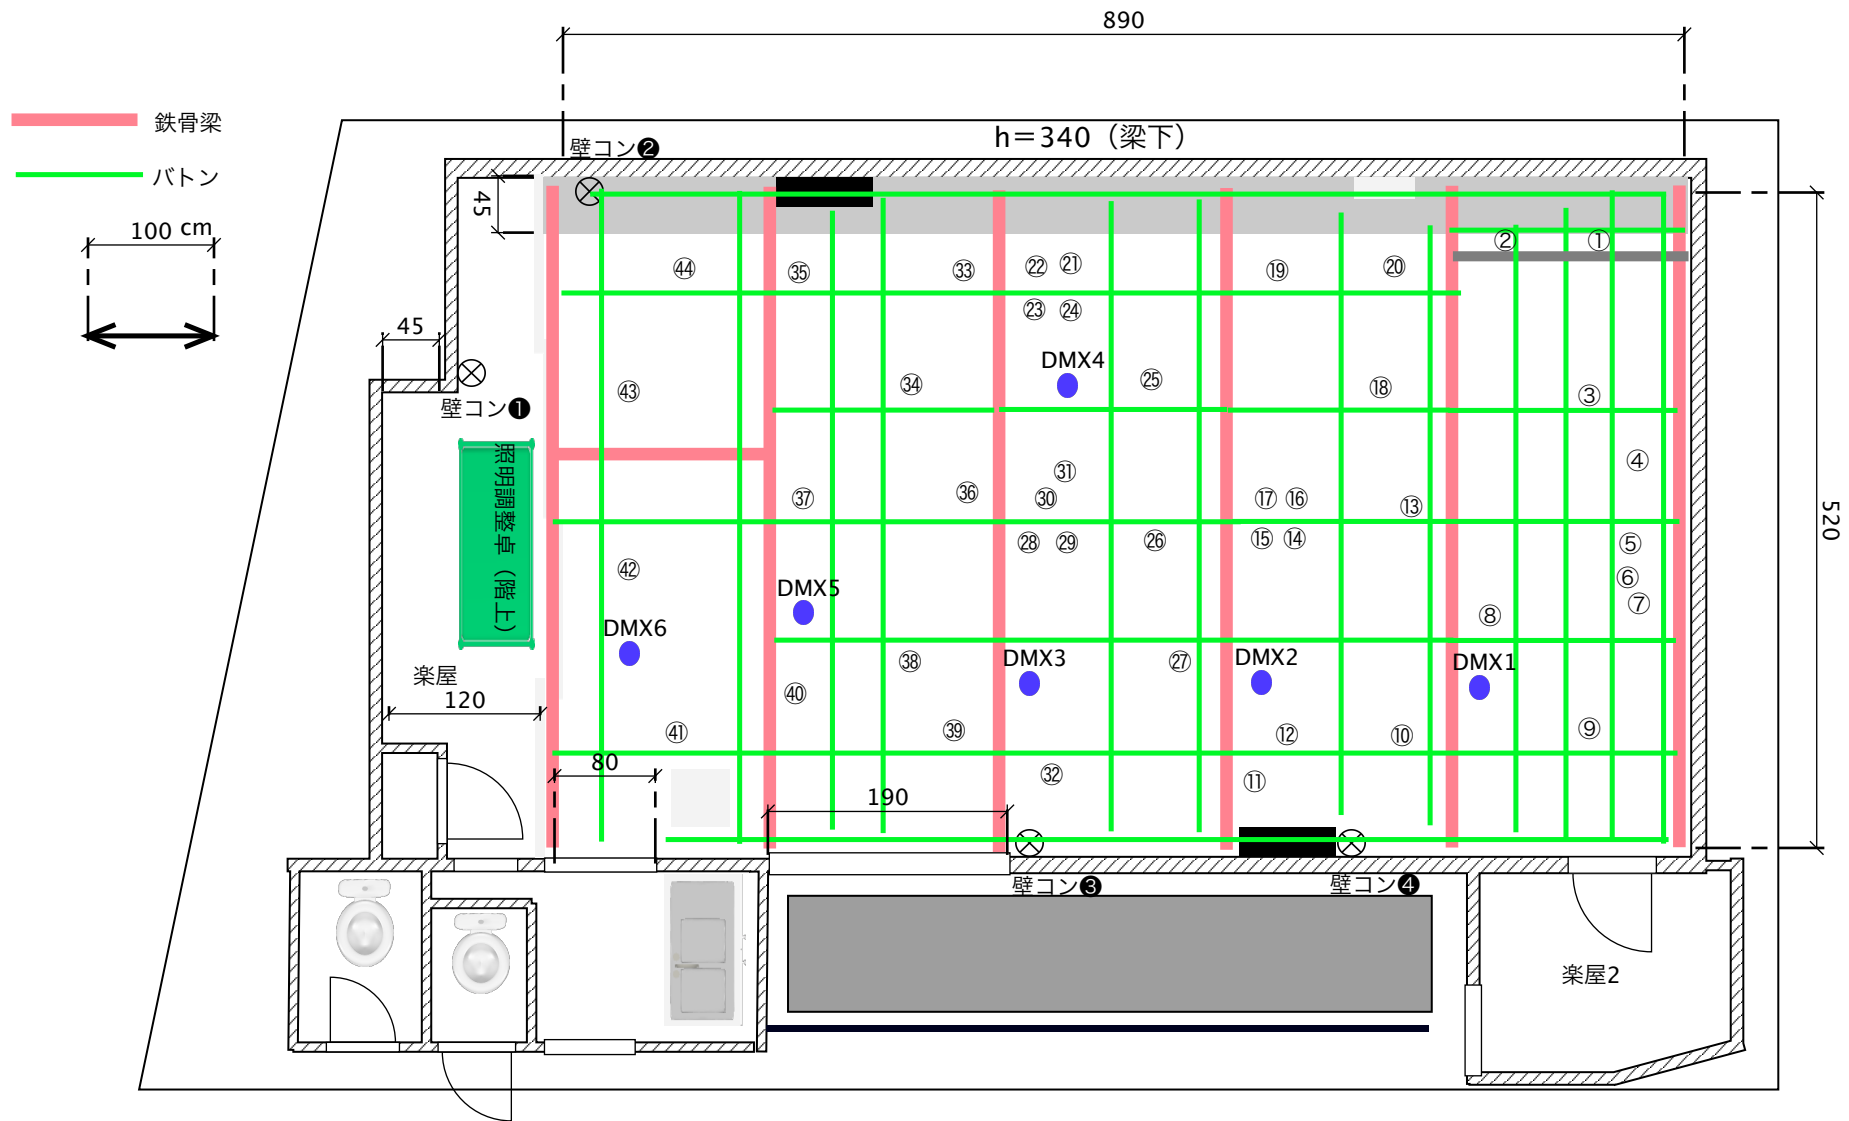 890
鉄骨梁
バトン
100 cm
h＝340（梁下）
壁コン❷
45
② ①
㊹ ㉟ ㉝ ㉒ ㉑ ⑲ ⑳
㉓ ㉔
45
DMX4
㊸ ㉞ ㉕ ⑱ ③
壁コン❶
照明調整卓（階上）
④
㉛
㊲ ㊱ ㉚ ⑰ ⑯ ⑬
520
㉘ ㉙ ㉖ ⑮ ⑭ ⑤
㊷ ⑥
DMX5
⑦
⑧
DMX6
DMX3
DMX2
DMX1
㊳ ㉗
楽屋
120
㊵
㊶ ㊴ ⑫ ⑩ ⑨
80
㉜ ⑪
190
壁コン❸
壁コン❹
楽屋2